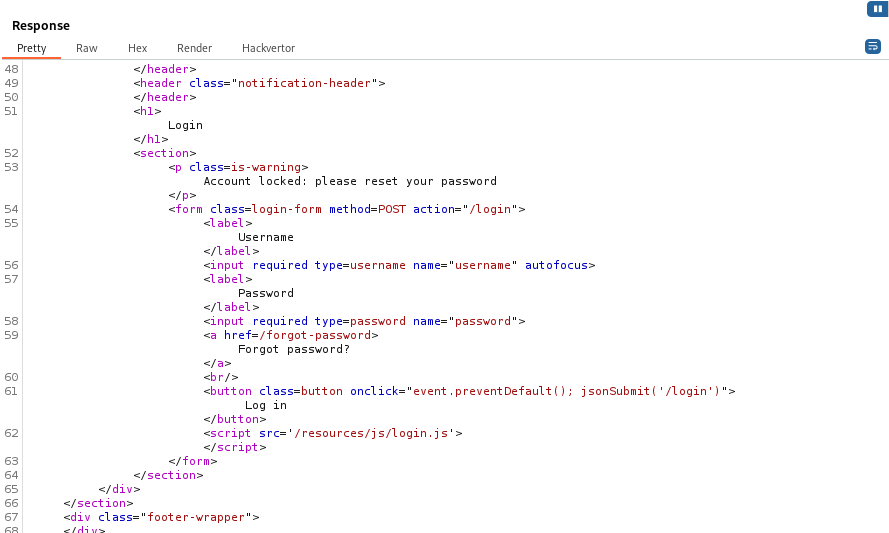 Response
Pretty Raw Hex Render Hackvertor
48 </header>
49 <header class="notification-header">
50 </header>
51 <h1>
Login
</h1>
52 <section>
53 <p class=is-warning>
Account locked: please reset your password
</p>
54 <form class=login-form method=POST action="/login">
55 <label>
Username
</label>
56 <input required type=username name="username" autofocus>
57 <label>
Password
</label>
58 <input required type=password name="password">
59 <a href=/forgot-password>
Forgot password?
</a>
60 <br/>
61 <button class=button onclick="event.preventDefault(); jsonSubmit('/login')">
Log in
</button>
62 <script src='/resources/js/login.js'>
</script>
63 </form>
64 </section>
65 </div>
66 </section>
67 <div class="footer-wrapper">
68 </div>